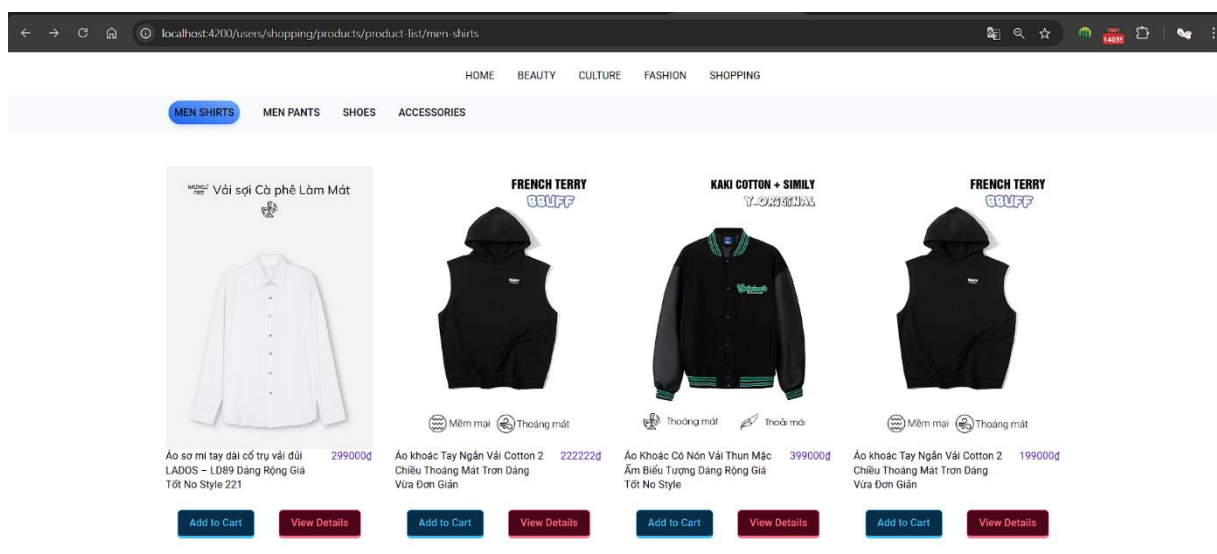 localhost:4200/users/shopping/products/product-list/men-shirts
14035
HOME BEAUTY CULTURE FASHION SHOPPING
MEN SHIRTS MEN PANTS SHOES ACCESSORIES
Vải sợi Cà phê Làm Mát
FRENCH TERRY
KAKI COTTON + SIMILY
Y.ORIGINAL
FRENCH TERRY
Mềm mại Thoáng mát
Thoáng mát Thoải mái
Mềm mại Thoáng mát
Áo sơ mi tay dài cổ trụ vải đũi 299000₫
LADOS – LD89 Dáng Rộng Giá
Tốt No Style 221
Áo khoác Tay Ngắn Vải Cotton 2 222222₫
Chiều Thoáng Mát Trơn Dáng
Vừa Đơn Giản
Áo Khoác Có Nón Vải Thun Mặc 399000₫
Ấm Biểu Tượng Dáng Rộng Giá
Tốt No Style
Áo khoác Tay Ngắn Vải Cotton 2 199000₫
Chiều Thoáng Mát Trơn Dáng
Vừa Đơn Giản
Add to Cart View Details Add to Cart View Details Add to Cart View Details Add to Cart View Details